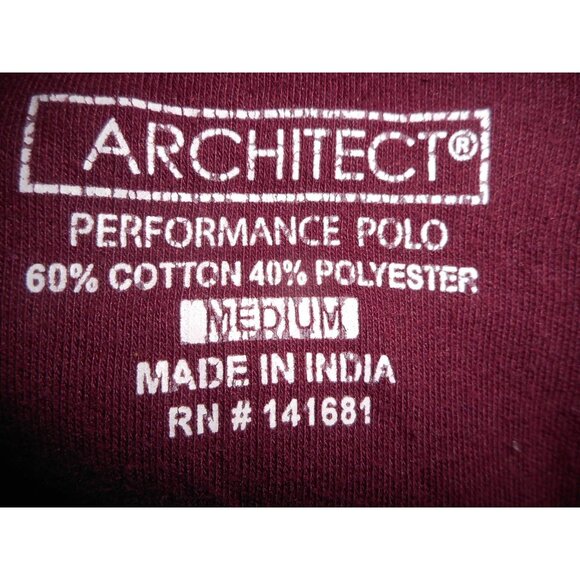 ARCHITECT®
PERFORMANCE POLO
60% COTTON 40% POLYESTER
MEDIUM
MADE IN INDIA
RN # 141681